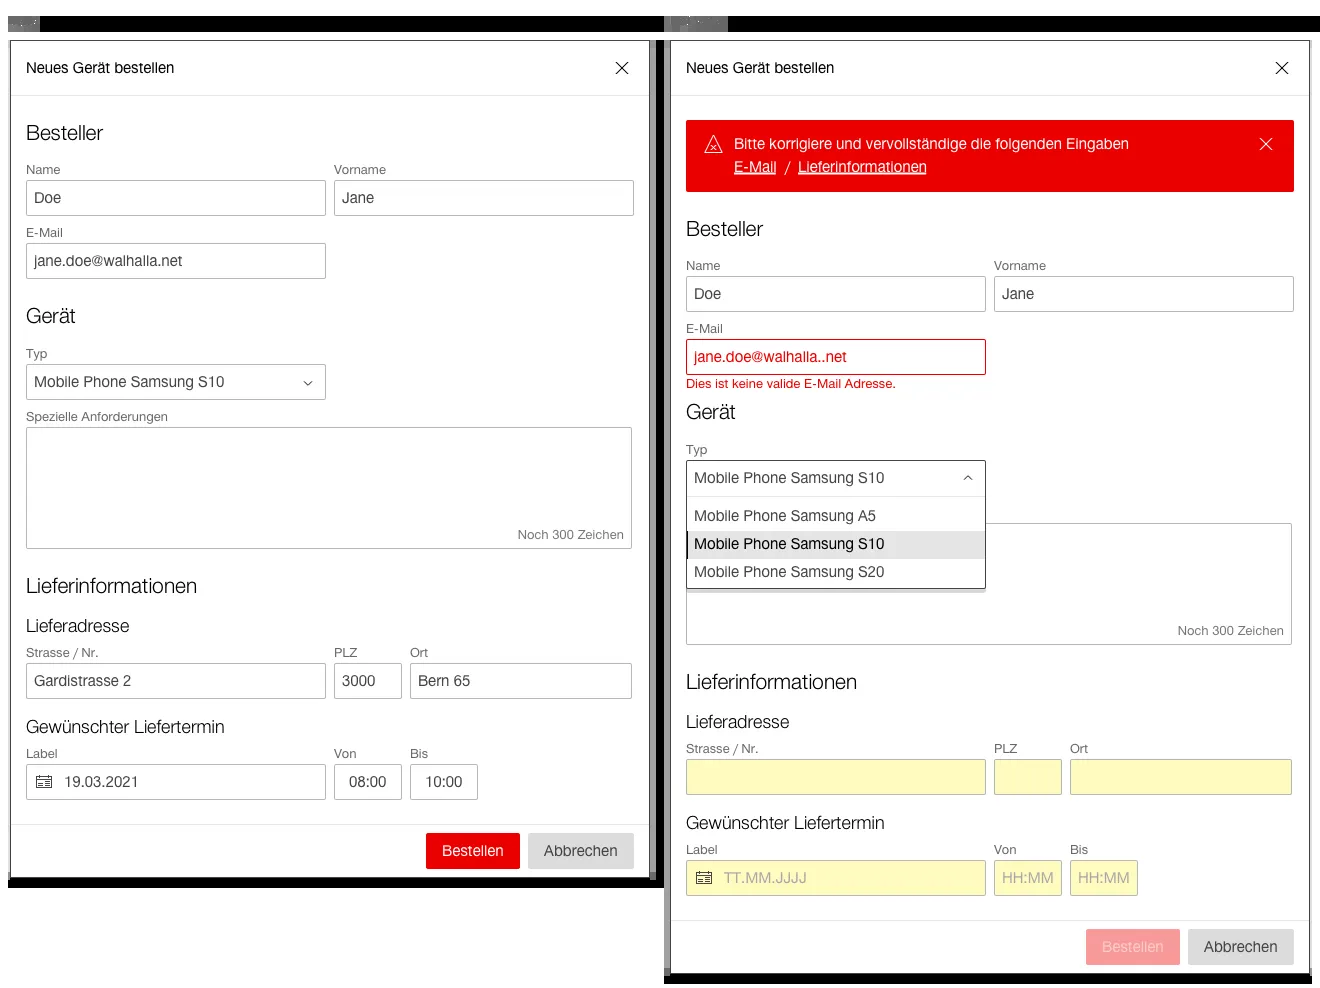 Neues Gerät bestellen
Besteller
Name Vorname
Doe Jane
E-Mail
jane.doe@walhalla.net
Gerät
Typ
Mobile Phone Samsung S10
Spezielle Anforderungen
Noch 300 Zeichen
Lieferinformationen
Lieferadresse
Strasse / Nr. PLZ Ort
Gardistrasse 2 3000 Bern 65
Gewünschter Liefertermin
Label Von Bis
19.03.2021 08:00 10:00
Bestellen Abbrechen
Neues Gerät bestellen
Bitte korrigiere und vervollständige die folgenden Eingaben
E-Mail / Lieferinformationen
Besteller
Name Vorname
Doe Jane
E-Mail
jane.doe@walhalla..net
Dies ist keine valide E-Mail Adresse.
Gerät
Typ
Mobile Phone Samsung S10
Mobile Phone Samsung A5
Mobile Phone Samsung S10
Mobile Phone Samsung S20
Noch 300 Zeichen
Lieferinformationen
Lieferadresse
Strasse / Nr. PLZ Ort
Gewünschter Liefertermin
Label Von Bis
TT.MM.JJJJ HH:MM HH:MM
Bestellen Abbrechen